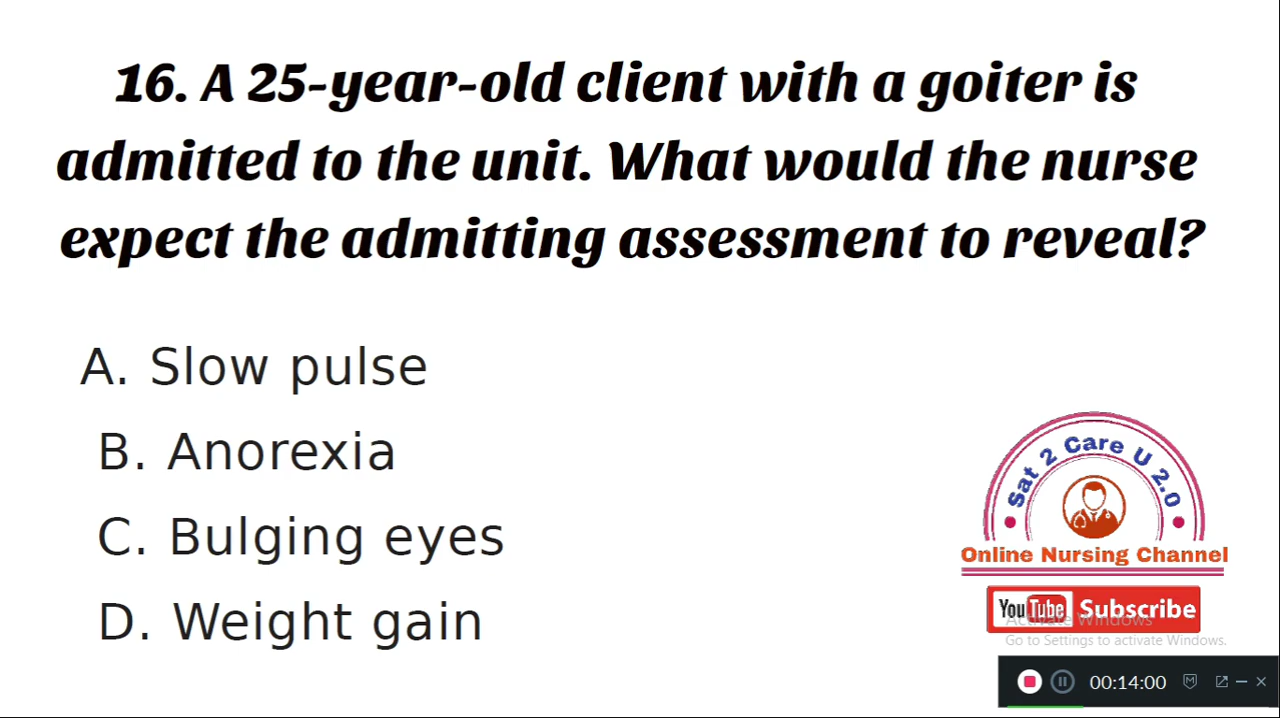 16. A 25-year-old client with a goiter is
admitted to the unit. What would the nurse
expect the admitting assessment to reveal?
A. Slow pulse
B. Anorexia
C. Bulging eyes
D. Weight gain
Sat 2 Care U 2.0
Online Nursing Channel
YouTube Subscribe
Activate Windows
Go to Settings to activate Windows.
00:14:00